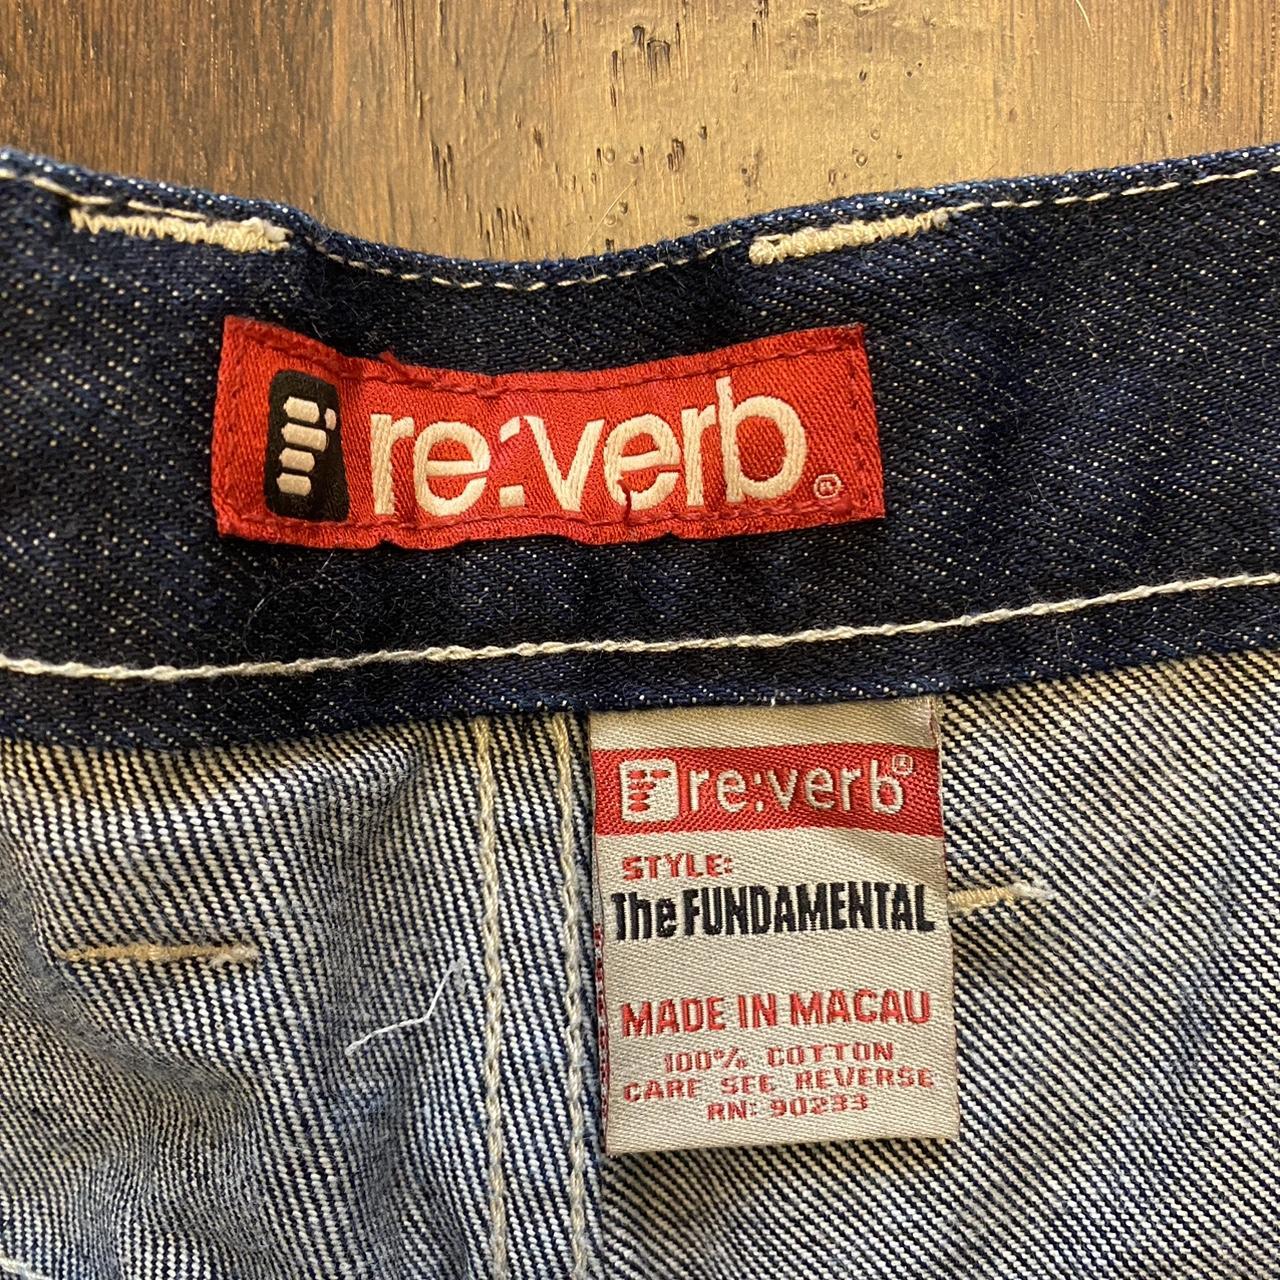 re:verb®
re:verb®
STYLE:
The FUNDAMENTAL
MADE IN MACAU
100% COTTON
CARE SEE REVERSE
RN: 90233